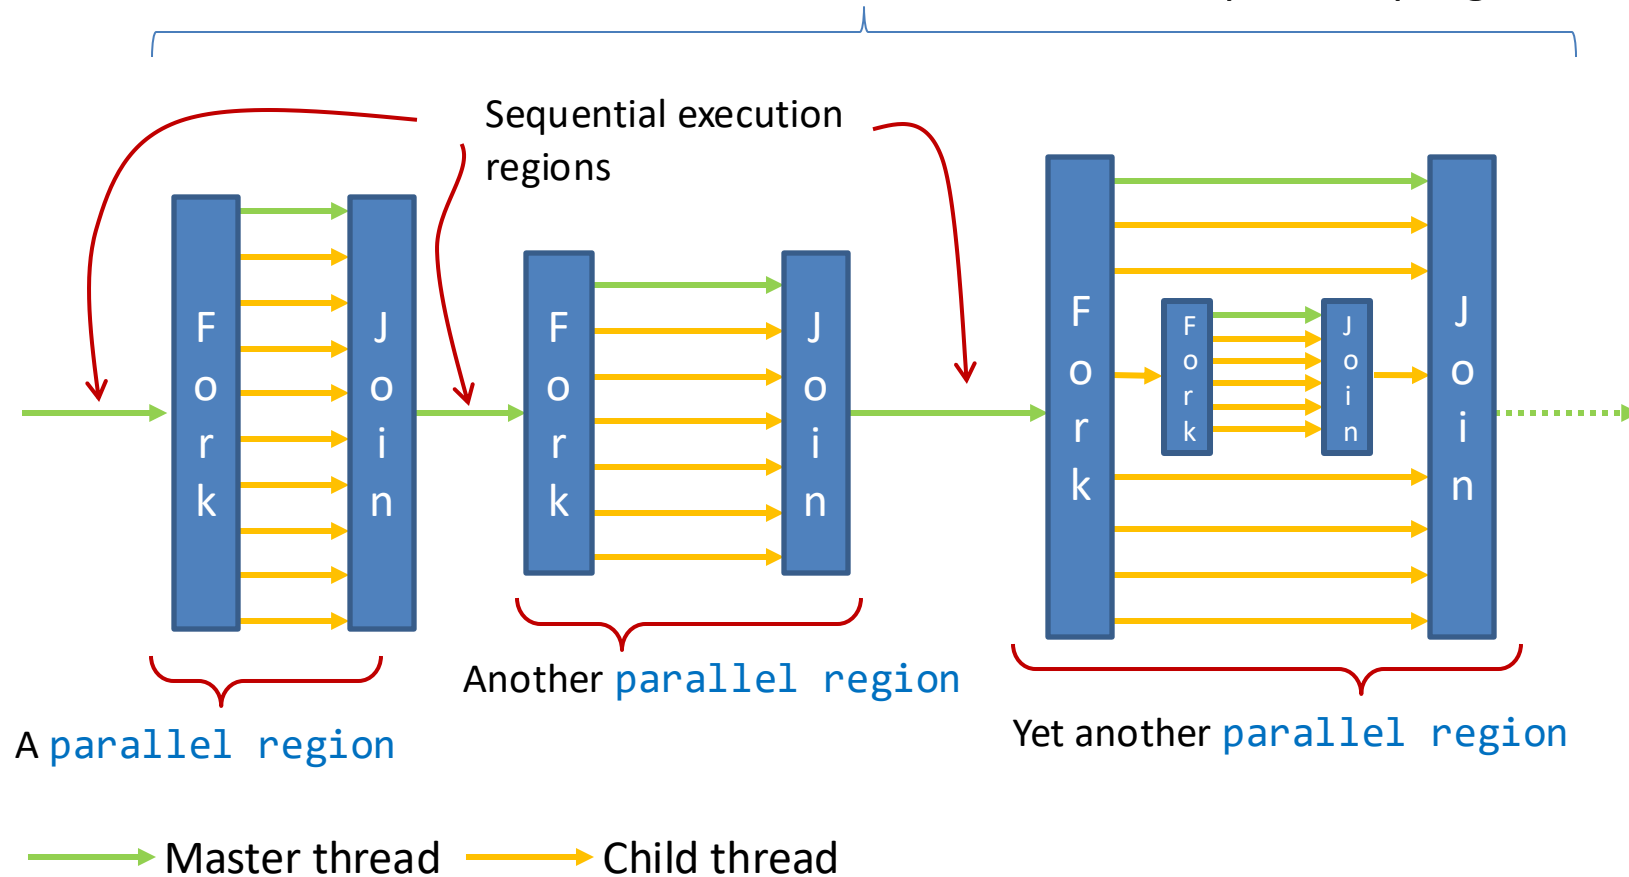 Sequential execution
regions
F
o
r
k
J
o
i
n
F
o
r
k
J
o
i
n
F
o
r
k
F
o
r
k
J
o
i
n
J
o
i
n
A parallel region
Another parallel region
Yet another parallel region
Master thread
Child thread